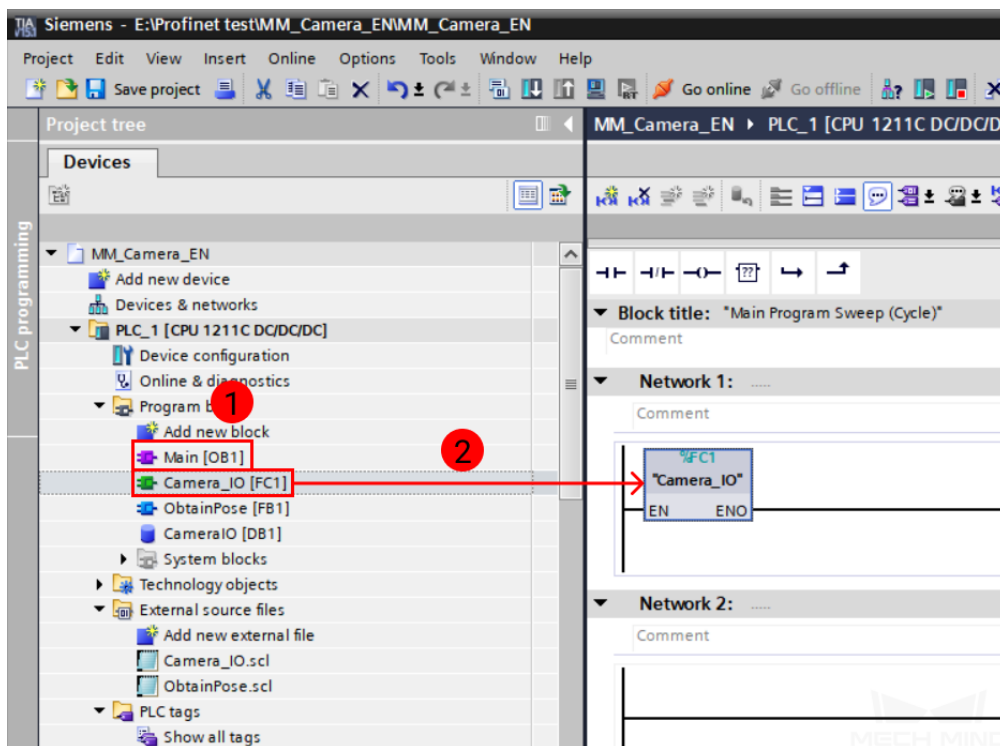 Siemens - E:\Profinet test\MM_Camera_EN\MM_Camera_EN
Project Edit View Insert Online Options Tools Window Help
Save project Go online Go offline
Project tree
MM_Camera_EN PLC_1 [CPU 1211C DC/DC/D
Devices
PLC programming
MM_Camera_EN
Add new device
Devices & networks
PLC_1 [CPU 1211C DC/DC/DC]
Device configuration
Online & diagnostics
Program b
1
Add new block
Main [OB1]
Camera_IO [FC1]
2
ObtainPose [FB1]
CameraIO [DB1]
System blocks
Technology objects
External source files
Add new external file
Camera_IO.scl
ObtainPose.scl
PLC tags
Show all tags
??
Block title: "Main Program Sweep (Cycle)"
Comment
Network 1: .....
Comment
%FC1
"Camera_IO"
EN ENO
Network 2: .....
Comment
MECH MIND